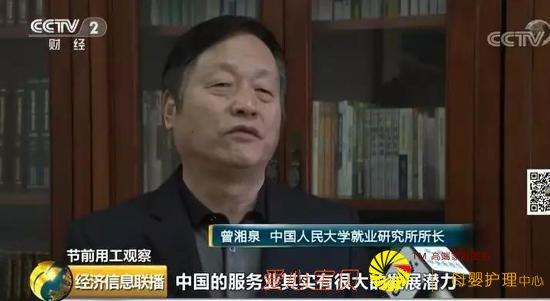 CCTV 2
财经
CCTV
曾湘泉 中国人民大学就业研究所所长
节前用工观察
TM
经济信息联播
中国的服务业其实有很大的发展潜力
母婴护理中心